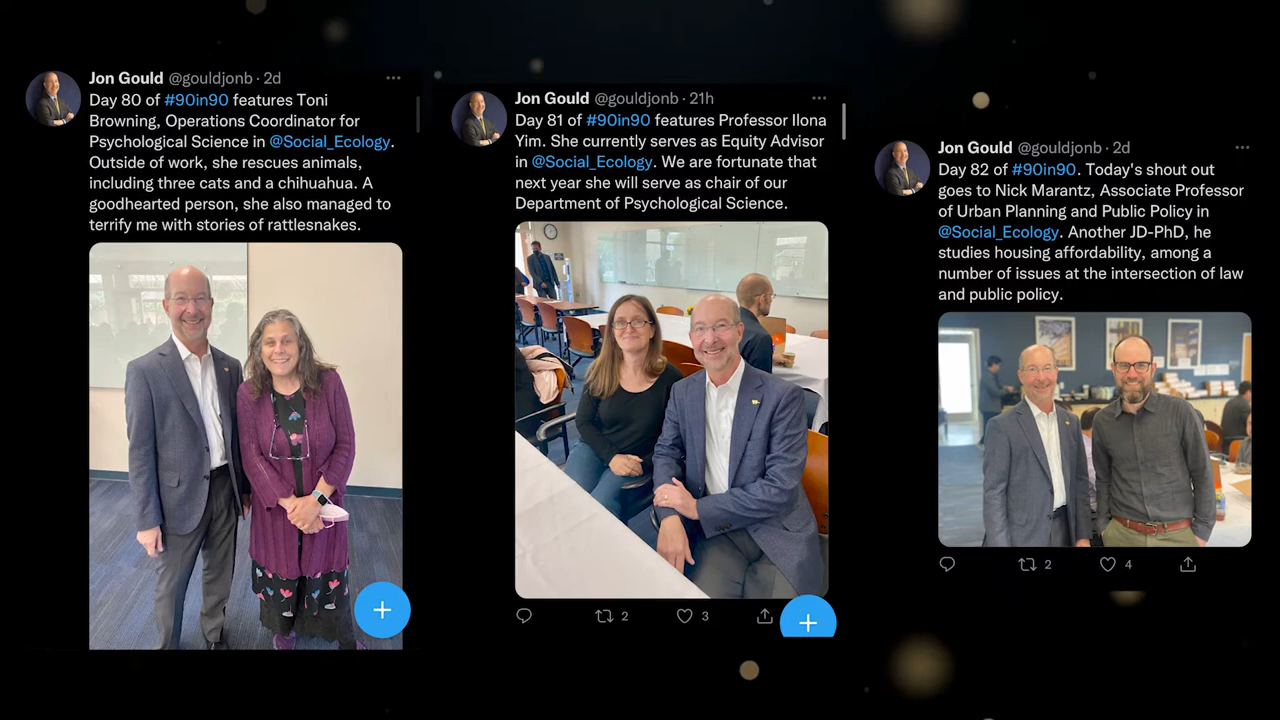 Jon Gould @gouldjonb · 2d
Day 80 of #90in90 features Toni
Browning, Operations Coordinator for
Psychological Science in @Social_Ecology.
Outside of work, she rescues animals,
including three cats and a chihuahua. A
goodhearted person, she also managed to
terrify me with stories of rattlesnakes.
Jon Gould @gouldjonb · 21h
Day 81 of #90in90 features Professor Ilona
Yim. She currently serves as Equity Advisor
in @Social_Ecology. We are fortunate that
next year she will serve as chair of our
Department of Psychological Science.
2
3
Jon Gould @gouldjonb · 2d
Day 82 of #90in90. Today's shout out
goes to Nick Marantz, Associate Professor
of Urban Planning and Public Policy in
@Social_Ecology. Another JD-PhD, he
studies housing affordability, among a
number of issues at the intersection of law
and public policy.
2
4